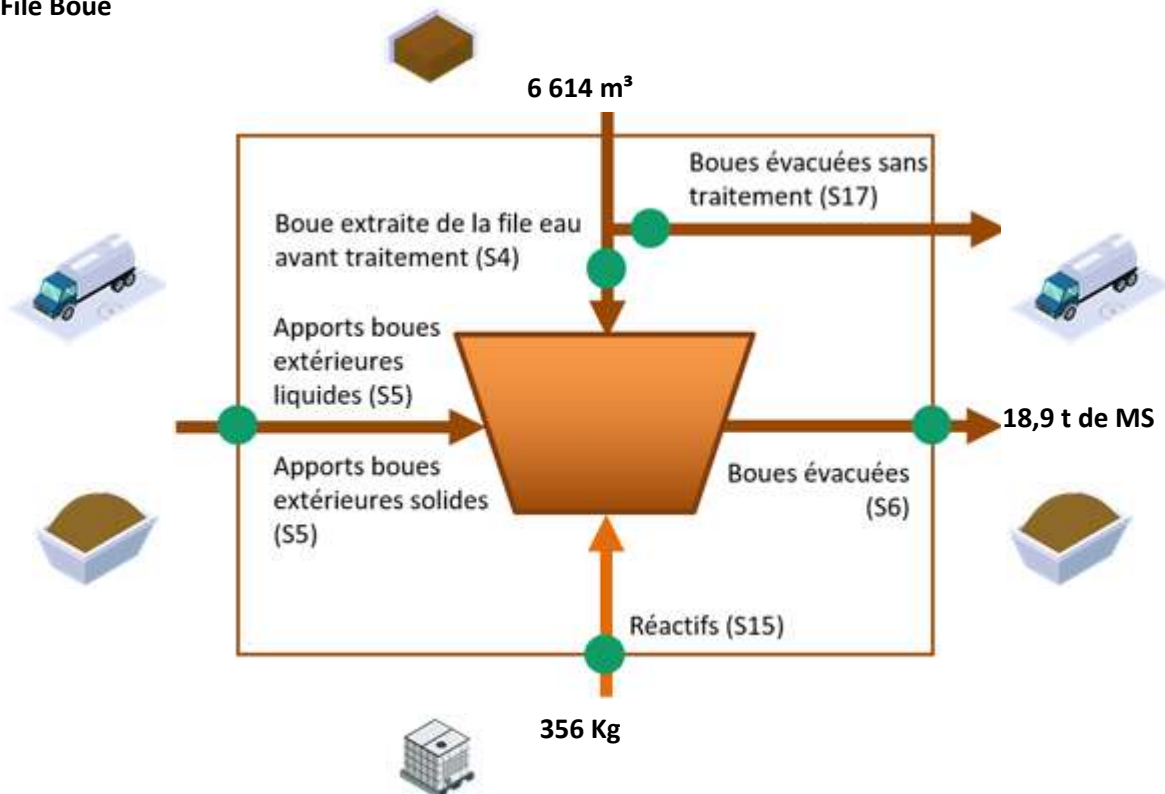 File Boue
6 614 m³
Boues évacuées sans
traitement (S17)
Boue extraite de la file eau
avant traitement (S4)
Apports boues
extérieures
liquides (S5)
18,9 t de MS
Apports boues
extérieures solides
(S5)
Boues évacuées
(S6)
Réactifs (S15)
356 Kg